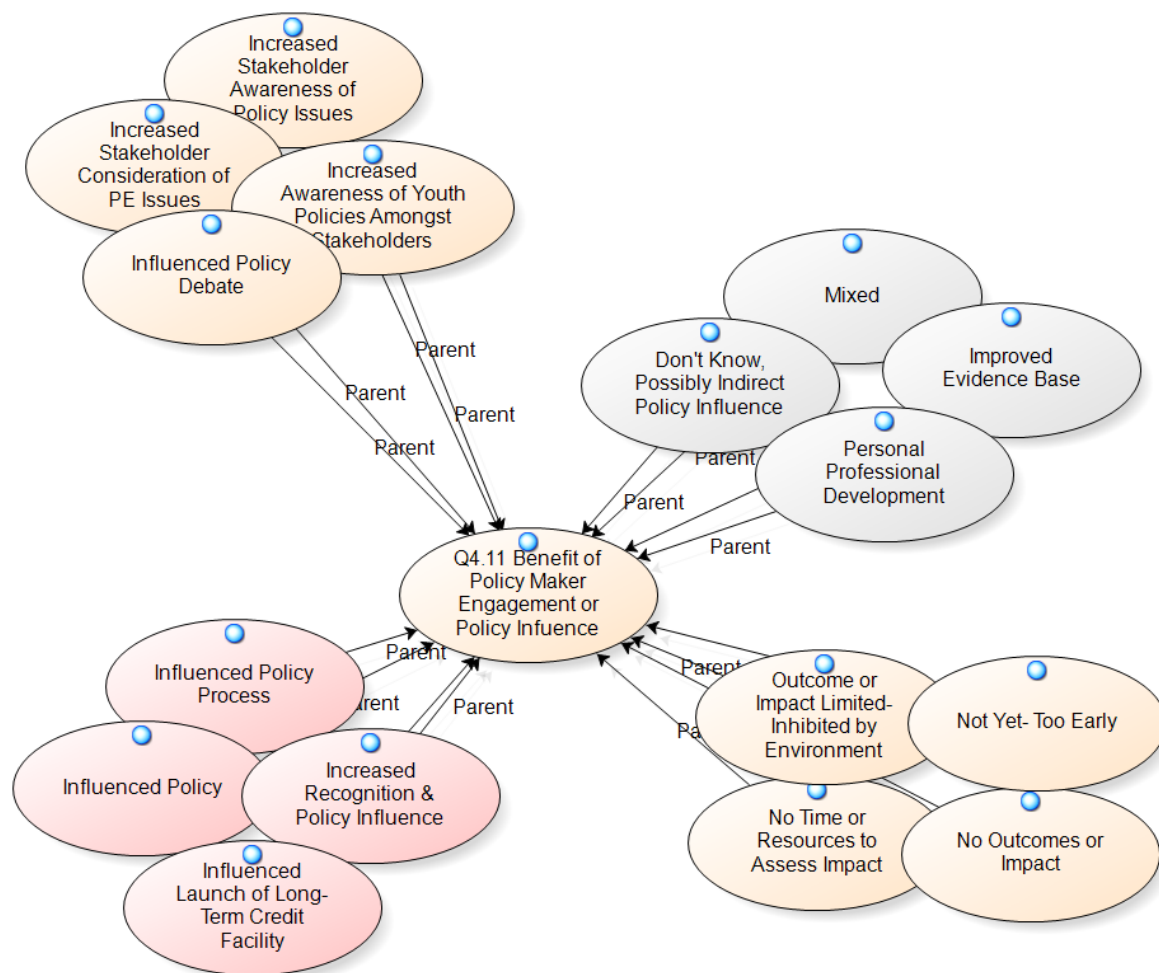 Increased
Stakeholder
Awareness of
Policy Issues
Increased
Stakeholder
Consideration of
PE Issues
Increased
Awareness of Youth
Policies Amongst
Stakeholders
Influenced Policy
Debate
Mixed
Don't Know,
Possibly Indirect
Policy Influence
Improved
Evidence Base
Personal
Professional
Development
Parent
Parent
Parent
Parent
Parent
Parent
Parent
Q4.11 Benefit of
Policy Maker
Engagement or
Policy Infuence
Influenced Policy
Process
Influenced Policy
Increased
Recognition &
Policy Influence
Influenced
Launch of Long-
Term Credit
Facility
Parent
Parent
Parent
Parent
Outcome or
Impact Limited-
Inhibited by
Environment
Not Yet- Too Early
No Time or
Resources to
Assess Impact
No Outcomes or
Impact